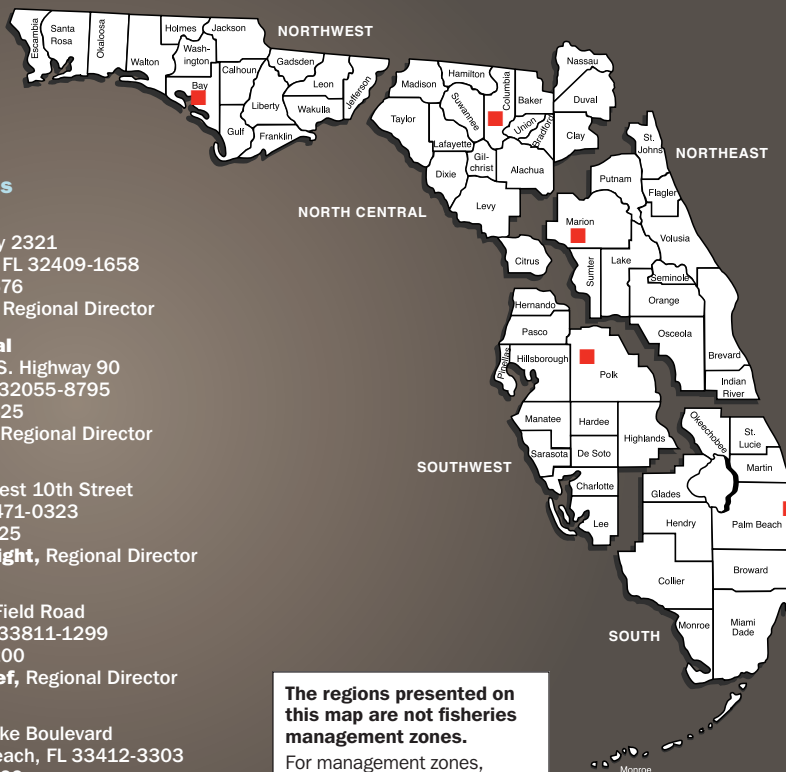 s
y 2321
FL 32409-1658
76
Regional Director
al
S. Highway 90
32055-8795
25
Regional Director
est 10th Street
471-0323
25
ight, Regional Director
Field Road
33811-1299
00
ef, Regional Director
ke Boulevard
each, FL 33412-3303
NORTHWEST
Escambia
Santa
Rosa
Okaloosa
Walton
Holmes
Jackson
Wash-
ington
Bay
Calhoun
Gulf
Liberty
Gadsden
Leon
Wakulla
Franklin
Jefferson
NORTH CENTRAL
Madison
Hamilton
Taylor
Suwannee
Lafayette
Columbia
Baker
Union
Bradford
Nassau
Duval
Clay
Dixie
Gil-
christ
Alachua
Levy
Citrus
NORTHEAST
St.
Johns
Putnam
Flagler
Marion
Volusia
Sumter
Lake
Seminole
Orange
Osceola
Brevard
Indian
River
SOUTHWEST
Hernando
Pasco
Pinellas
Hillsborough
Polk
Manatee
Hardee
Highlands
Sarasota
De Soto
Charlotte
Lee
SOUTH
Okeechobee
St.
Lucie
Martin
Glades
Hendry
Palm Beach
Broward
Collier
Monroe
Miami
Dade
Monroe
The regions presented on
this map are not fisheries
management zones.
For management zones,